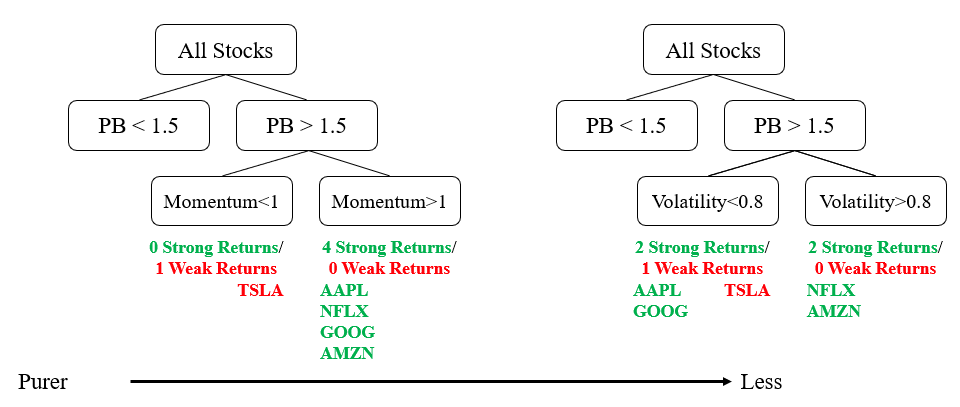 All Stocks
All Stocks
PB < 1.5
PB > 1.5
PB < 1.5
PB > 1.5
Momentum<1
Momentum>1
Volatility<0.8
Volatility>0.8
0 Strong Returns/
1 Weak Returns
TSLA
4 Strong Returns/
0 Weak Returns
AAPL
NFLX
GOOG
AMZN
2 Strong Returns/
1 Weak Returns
AAPL TSLA
GOOG
2 Strong Returns/
0 Weak Returns
NFLX
AMZN
Purer
Less